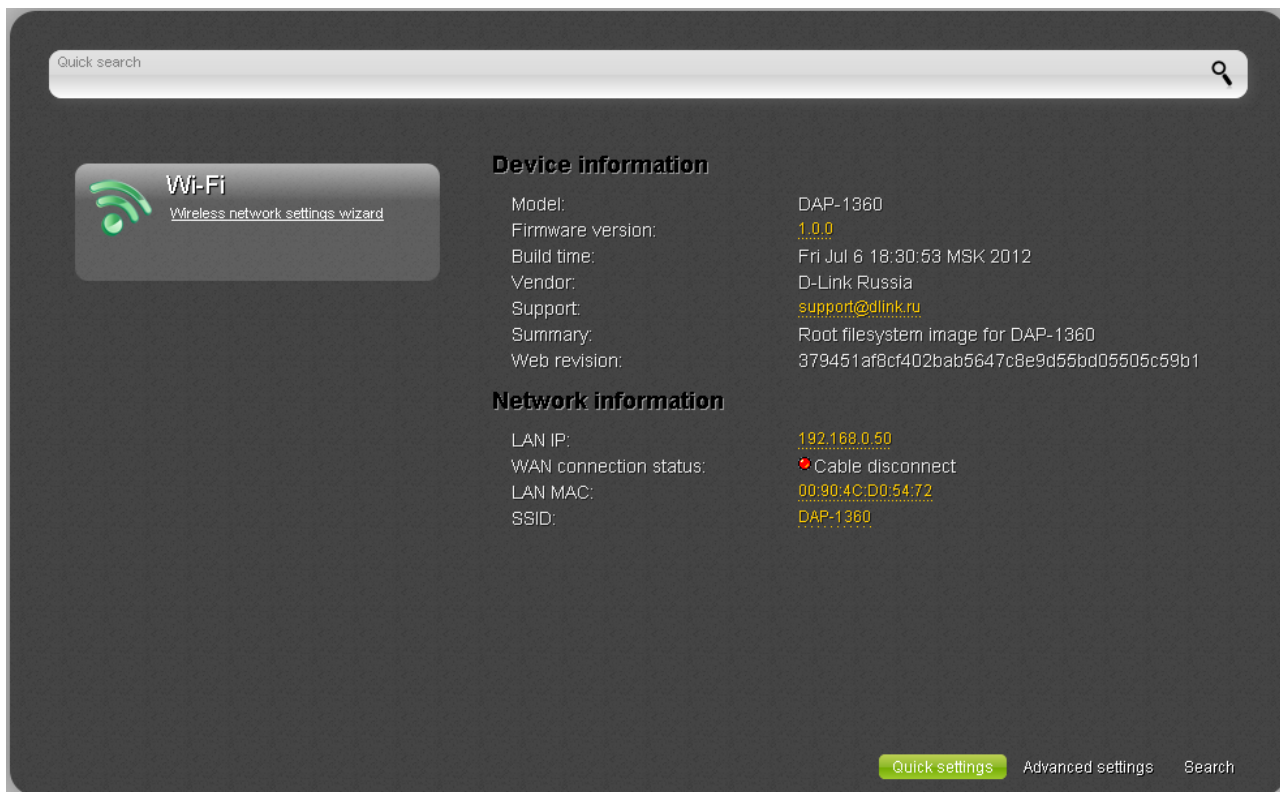 Quick search
Wi-Fi
Wireless network settings wizard
Device information
Model: DAP-1360
Firmware version: 1.0.0
Build time: Fri Jul 6 18:30:53 MSK 2012
Vendor: D-Link Russia
Support: support@dlink.ru
Summary: Root filesystem image for DAP-1360
Web revision: 379451af8cf402bab5647c8e9d55bd05505c59b1
Network information
LAN IP: 192.168.0.50
WAN connection status: Cable disconnect
LAN MAC: 00:90:4C:D0:54:72
SSID: DAP-1360
Quick settings Advanced settings Search